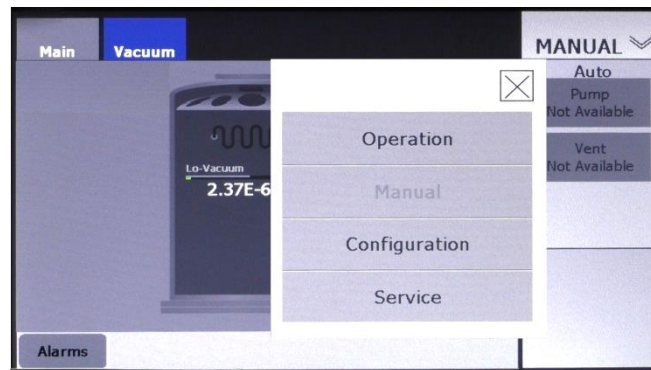 Main
Vacuum
MANUAL
Auto
Pump
Not Available
Vent
Not Available
Lo-Vacuum
2.37E-6
Operation
Manual
Configuration
Service
Alarms